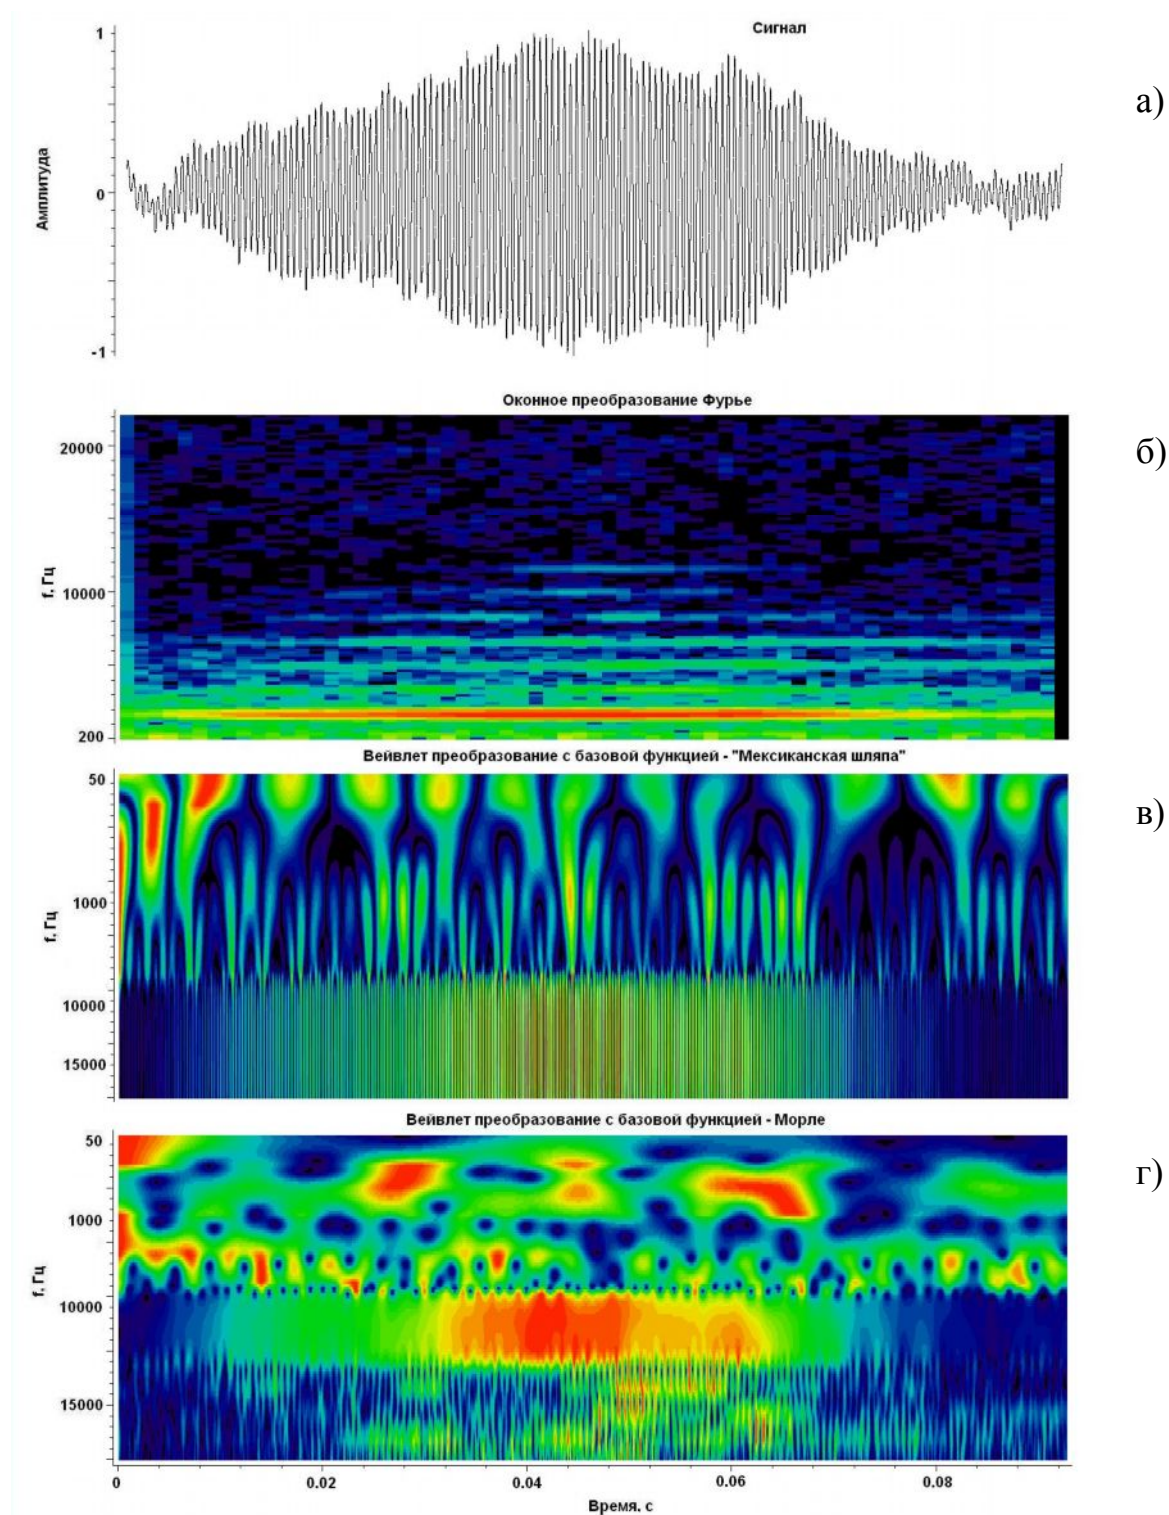 Сигнал
1
Амплитуда
0
-1
а)
Оконное преобразование Фурье
20000
f, Гц
10000
200
б)
Вейвлет преобразование с базовой функцией - "Мексиканская шляпа"
50
1000
f, Гц
10000
15000
в)
Вейвлет преобразование с базовой функцией - Морле
50
1000
f, Гц
10000
15000
г)
0 0.02 0.04 0.06 0.08
Время, с